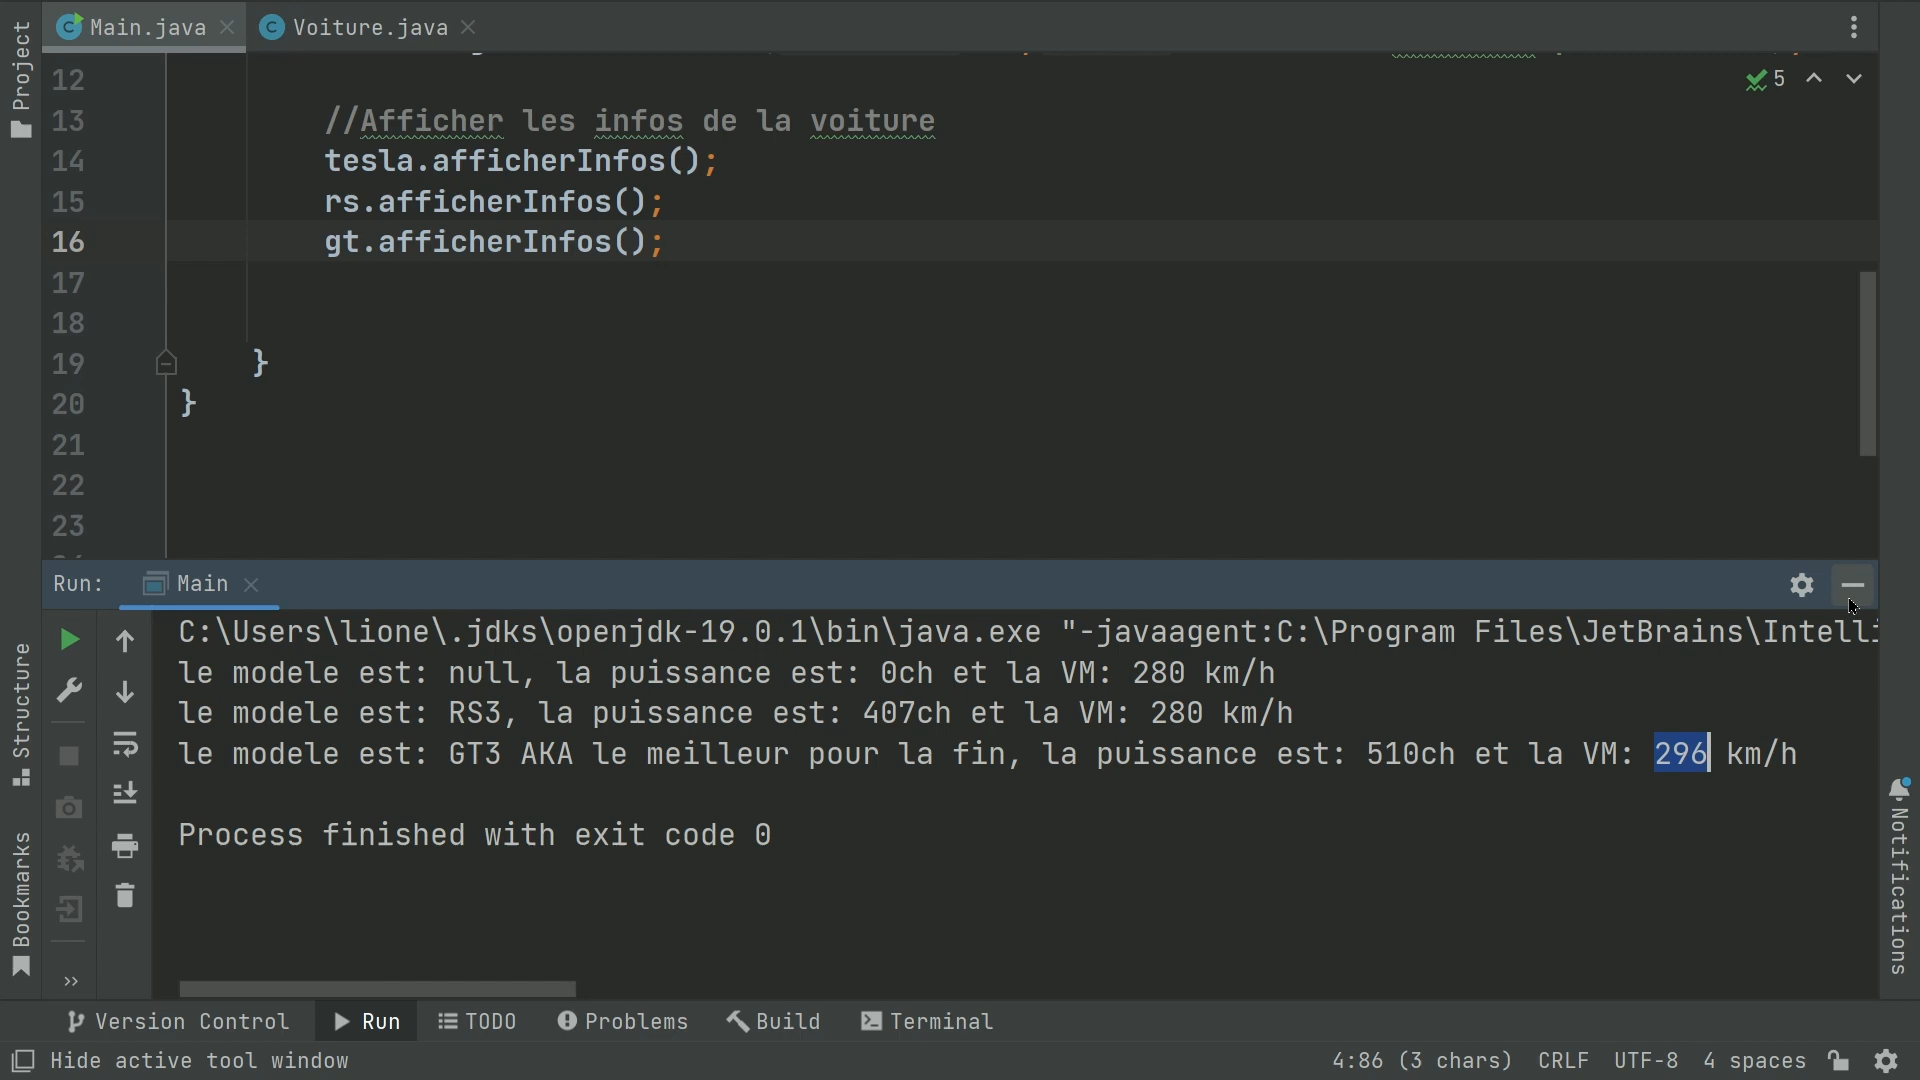 Project
Main.java
Voiture.java
5
12
13 //Afficher les infos de la voiture
14 tesla.afficherInfos();
15 rs.afficherInfos();
16 gt.afficherInfos();
17
18
19 }
20 }
21
22
23
Run: Main
C:\Users\lione\.jdks\openjdk-19.0.1\bin\java.exe "-javaagent:C:\Program Files\JetBrains\Intelli
le modele est: null, la puissance est: 0ch et la VM: 280 km/h
le modele est: RS3, la puissance est: 407ch et la VM: 280 km/h
le modele est: GT3 AKA le meilleur pour la fin, la puissance est: 510ch et la VM: 296 km/h
Process finished with exit code 0
Structure
Bookmarks
Notifications
Version Control Run TODO Problems Build Terminal
Hide active tool window 4:86 (3 chars) CRLF UTF-8 4 spaces